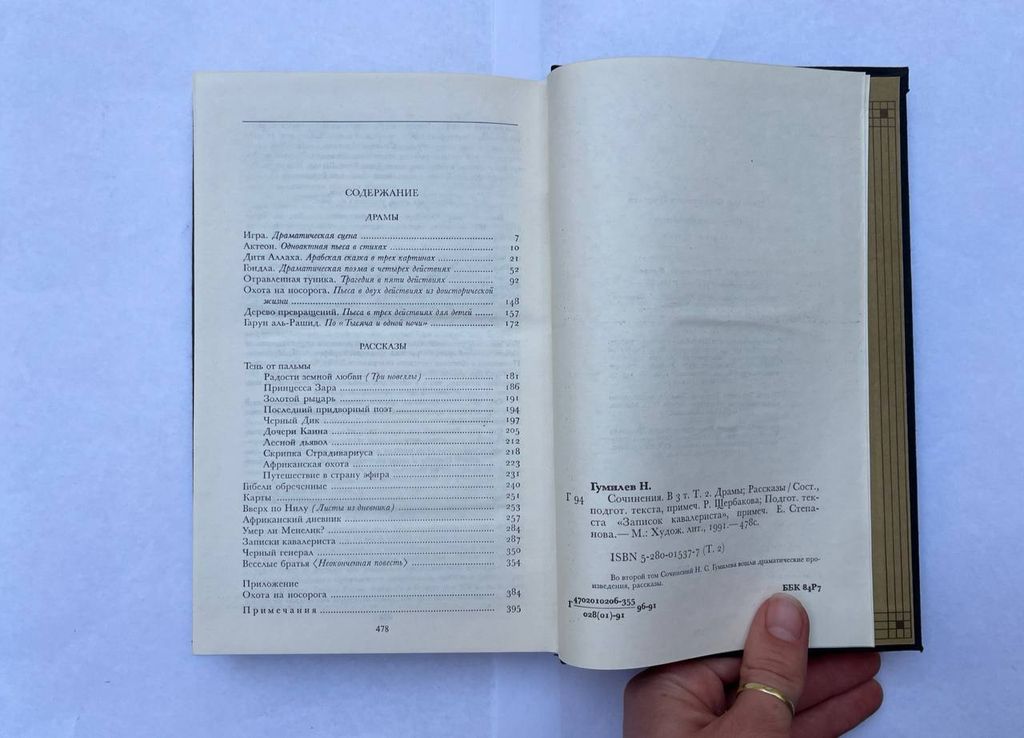 СОДЕРЖАНИЕ
ДРАМЫ
Игра. Драматическая сцена ........ 7
Актеон. Одноактная пьеса в стихах ........ 10
Дитя Аллаха. Арабская сказка в трех картинах ........ 21
Гондла. Драматическая поэма в четырех действиях ........ 52
Отравленная туника. Трагедия в пяти действиях ........ 92
Охота на носорога. Пьеса в двух действиях из доисторической
жизни ........ 148
Дерево превращений. Пьеса в трех действиях для детей ........ 157
Гарун аль-Рашид. По «Тысяча и одной ночи» ........ 172
РАССКАЗЫ
Тень от пальмы
Радости земной любви (Три новеллы) ........ 181
Принцесса Зара ........ 186
Золотой рыцарь ........ 191
Последний придворный поэт ........ 194
Черный Дик ........ 197
Дочери Каина ........ 205
Лесной дьявол ........ 212
Скрипка Страдивариуса ........ 218
Африканская охота ........ 223
Путешествие в страну эфира ........ 231
Гибели обреченные ........ 240
Карты ........ 251
Вверх по Нилу (Листы из дневника) ........ 253
Африканский дневник ........ 257
Умер ли Менелик? ........ 284
Записки кавалериста ........ 287
Черный генерал ........ 350
Веселые братья <Неоконченная повесть> ........ 354
Приложение
Охота на носорога ........ 384
Примечания ........ 395
478
Гумилев Н.
Г 94 Сочинения. В 3 т. Т. 2. Драмы; Рассказы / Сост.,
подгот. текста, примеч. Р. Щербакова; Подгот. тек-
ста «Записок кавалериста», примеч. Е. Степа-
нова.— М.: Худож. лит., 1991.—478с.
ISBN 5-280-01537-7 (Т. 2)
Во второй том Сочинений Н. С. Гумилева вошли драматические про-
изведения, рассказы.
Г 4702010206-355 / 028(01)-91 96-91
ББК 84Р7